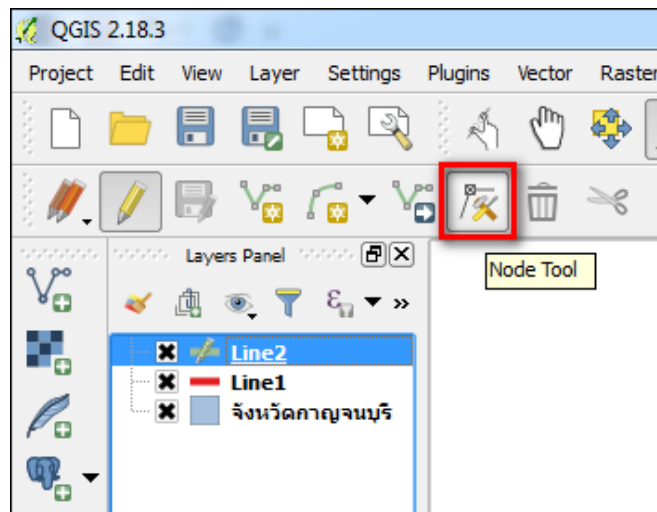 QGIS 2.18.3
Project Edit View Layer Settings Plugins Vector Raster
Layers Panel
Node Tool
Line2
Line1
จังหวัดกาญจนบุรี